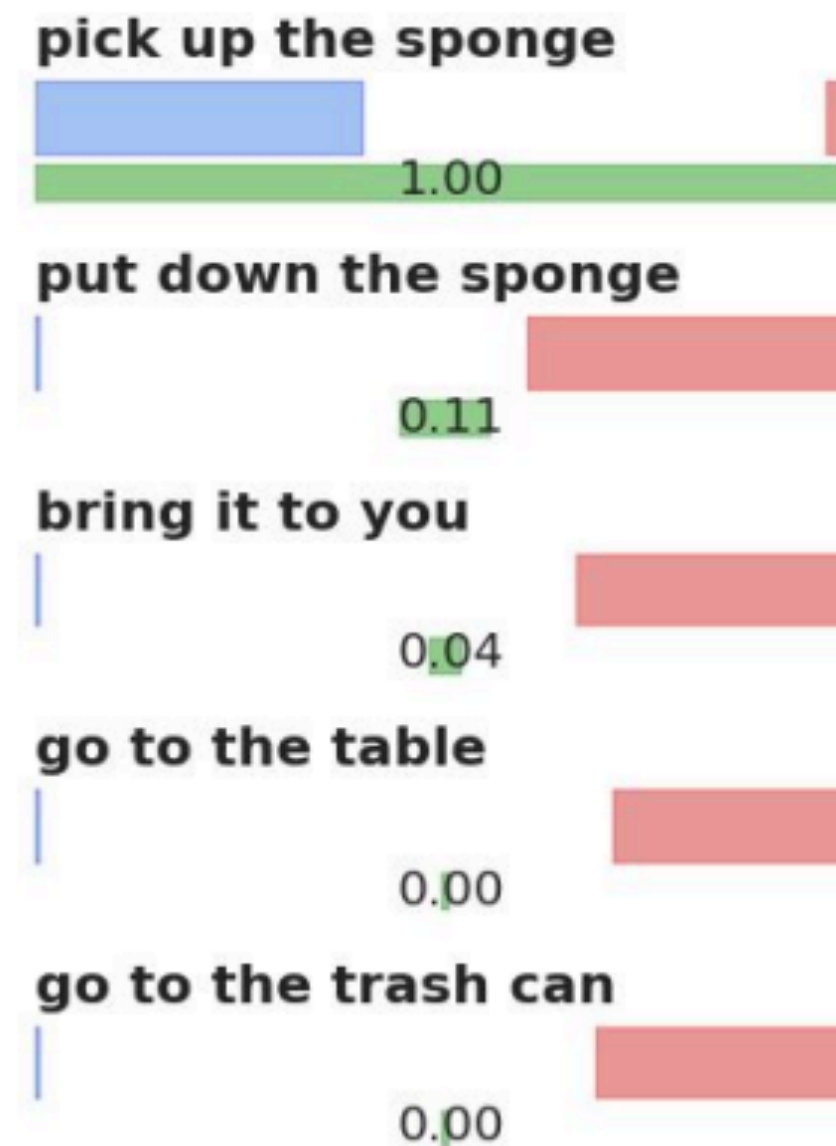 pick up the sponge
1.00
put down the sponge
0.11
bring it to you
0.04
go to the table
0.00
go to the trash can
0.00